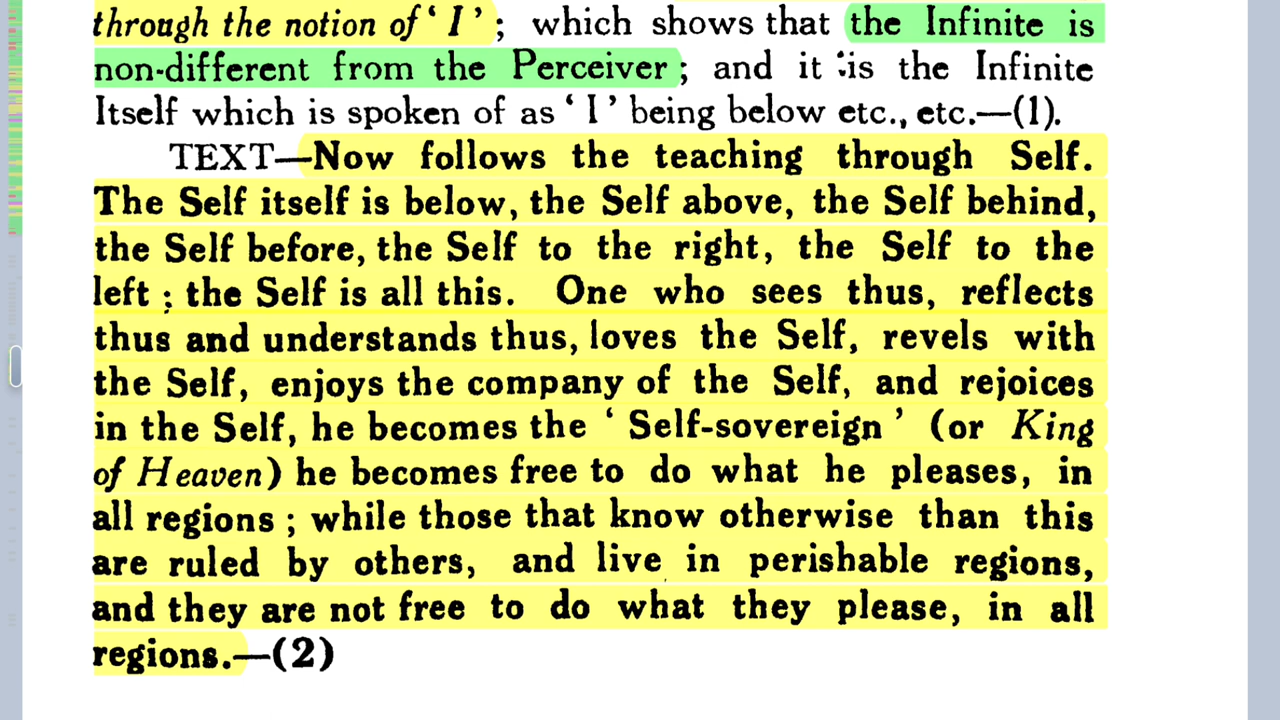 through the notion of ‘ I ’ ; which shows that the Infinite is
non-different from the Perceiver ; and it is the Infinite
Itself which is spoken of as ‘ I ’ being below etc., etc.—(1).
TEXT—Now follows the teaching through Self.
The Self itself is below, the Self above, the Self behind,
the Self before, the Self to the right, the Self to the
left ; the Self is all this. One who sees thus, reflects
thus and understands thus, loves the Self, revels with
the Self, enjoys the company of the Self, and rejoices
in the Self, he becomes the ‘ Self-sovereign ’ (or King
of Heaven) he becomes free to do what he pleases, in
all regions ; while those that know otherwise than this
are ruled by others, and live in perishable regions,
and they are not free to do what they please, in all
regions.—(2)